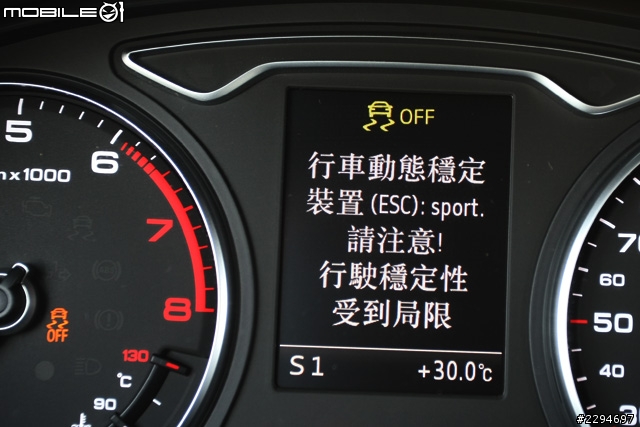 MOBILE01
OFF
行車動態穩定
裝置 (ESC): sport.
請注意!
行駛穩定性
受到局限
S 1
+30.0°C
5
6
7
8
x1000
OFF
130
°C
90
70
60
50
40
#2294697